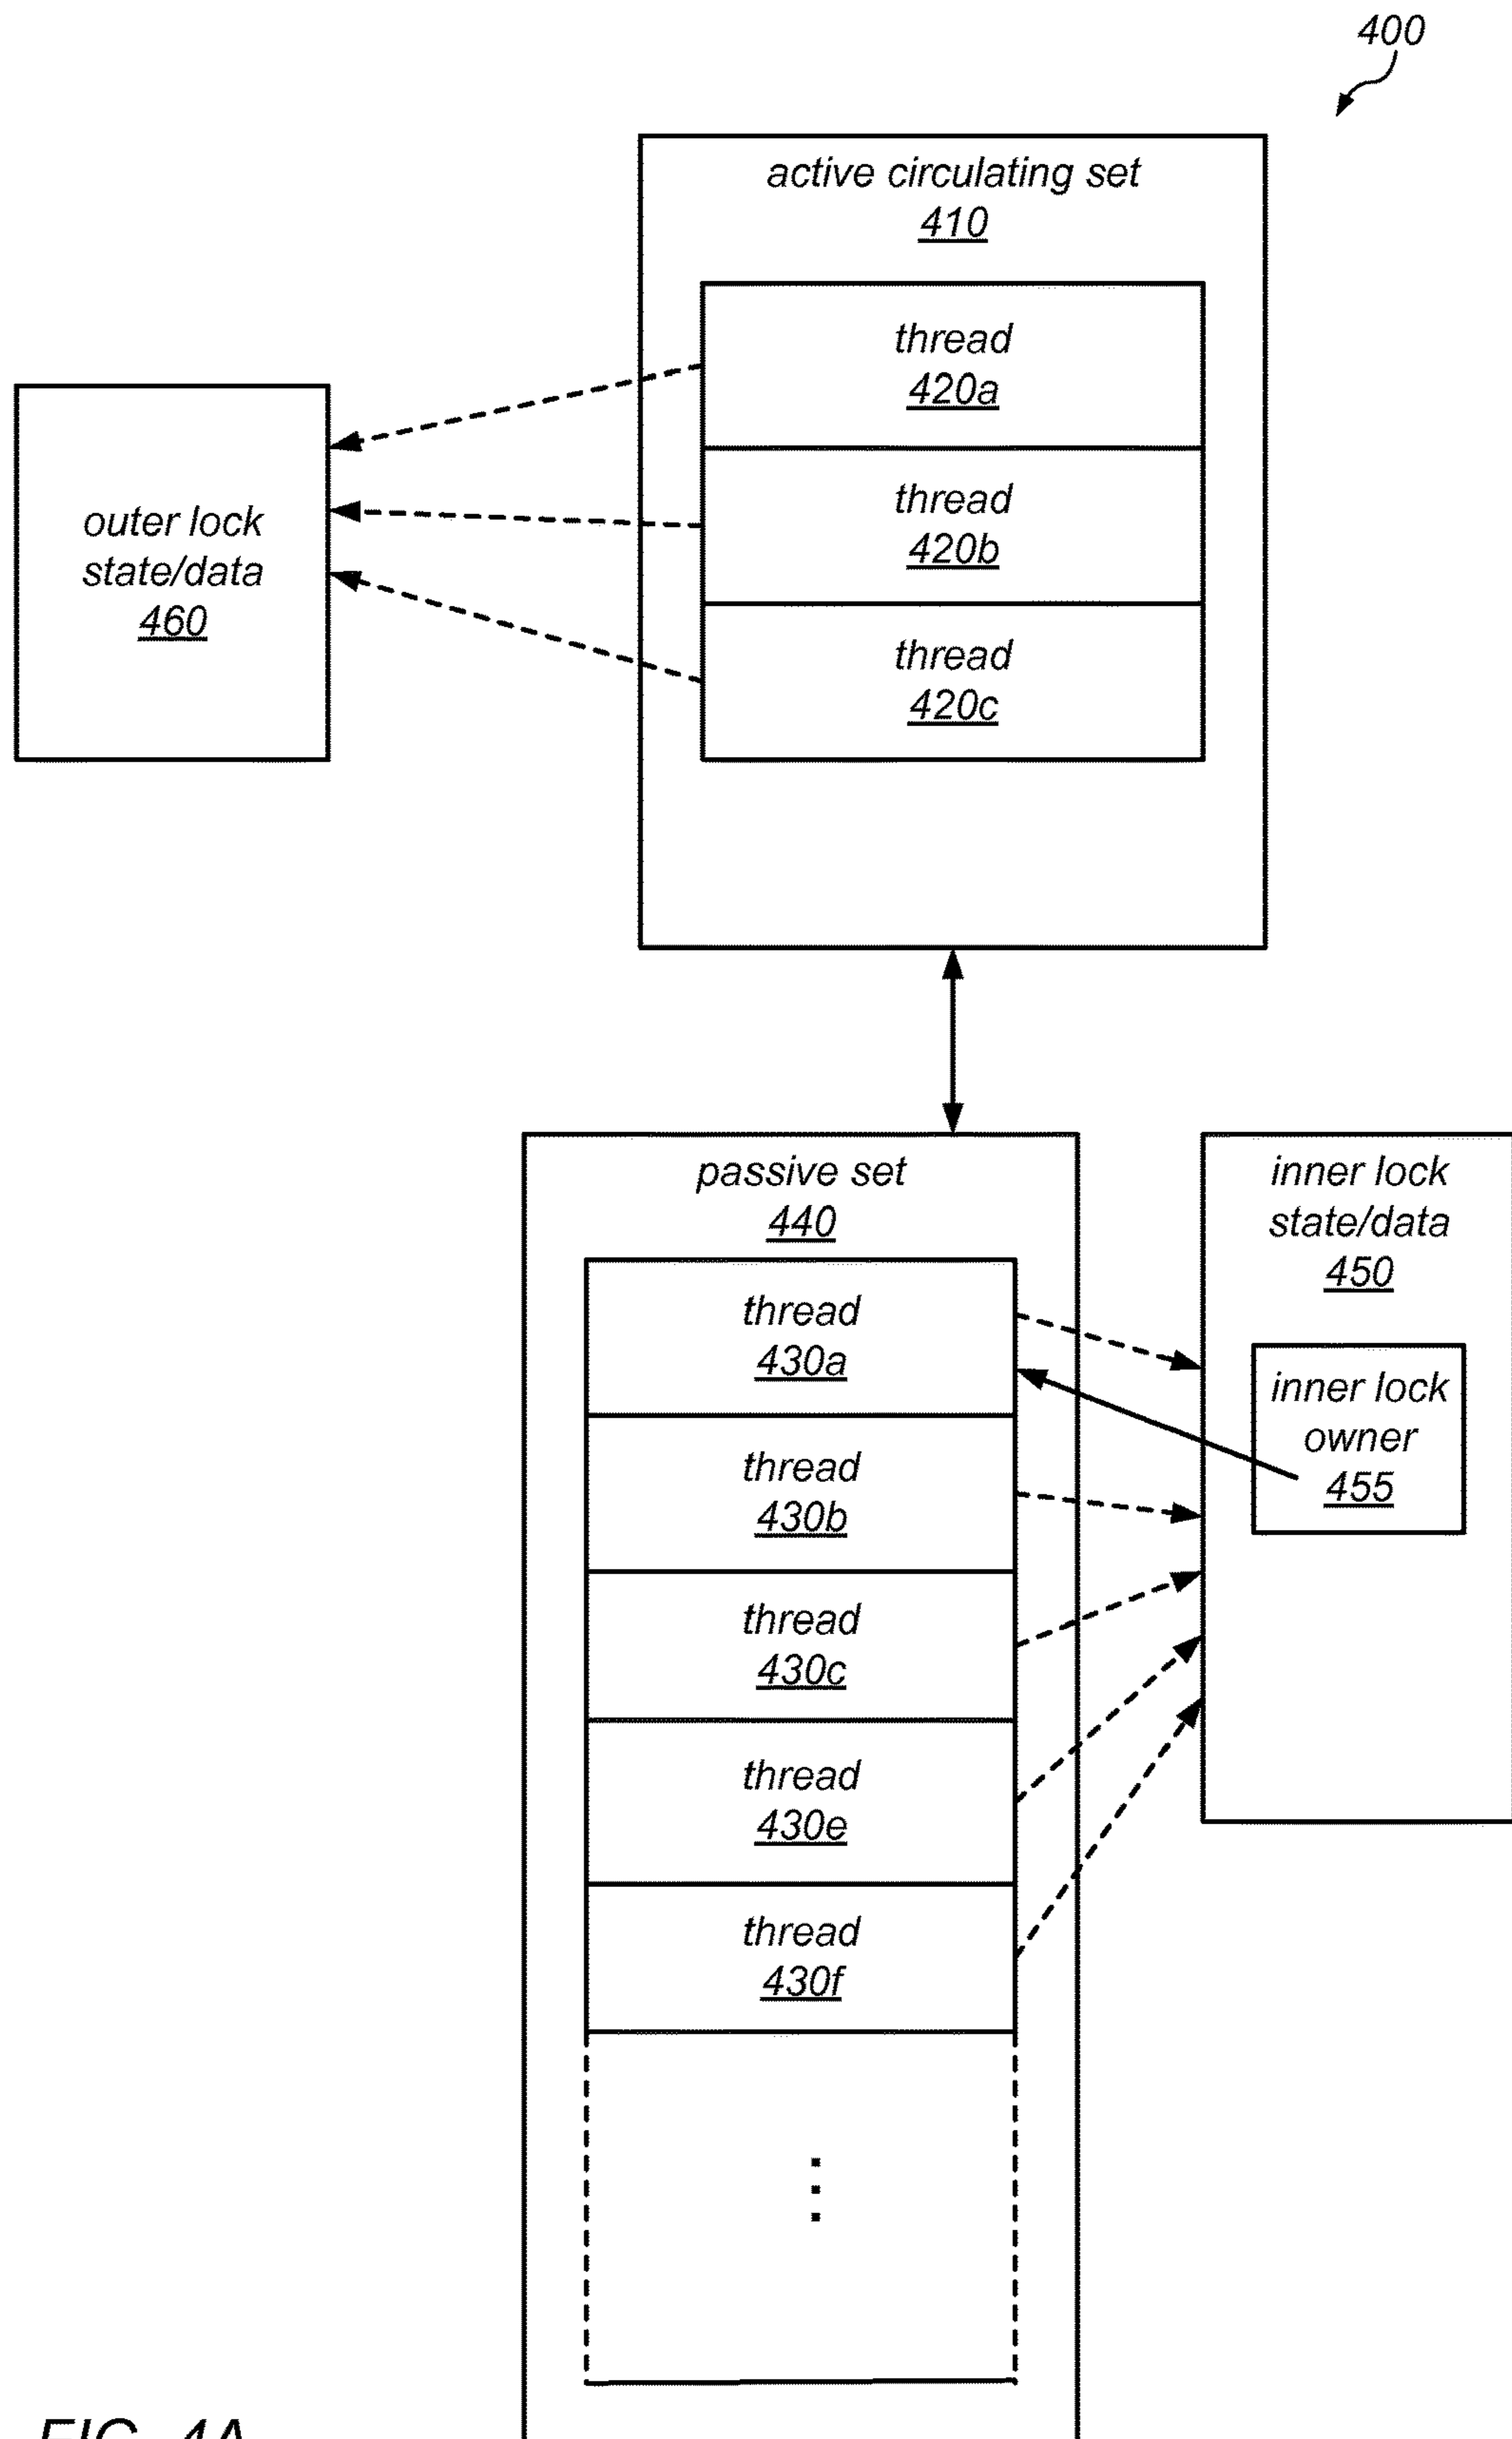 400
active circulating set
410
thread
420a
thread
420b
thread
420c
outer lock
state/data
460
passive set
440
thread
430a
thread
430b
thread
430c
thread
430e
thread
430f
inner lock
state/data
450
inner lock
owner
455
FIG. 4A